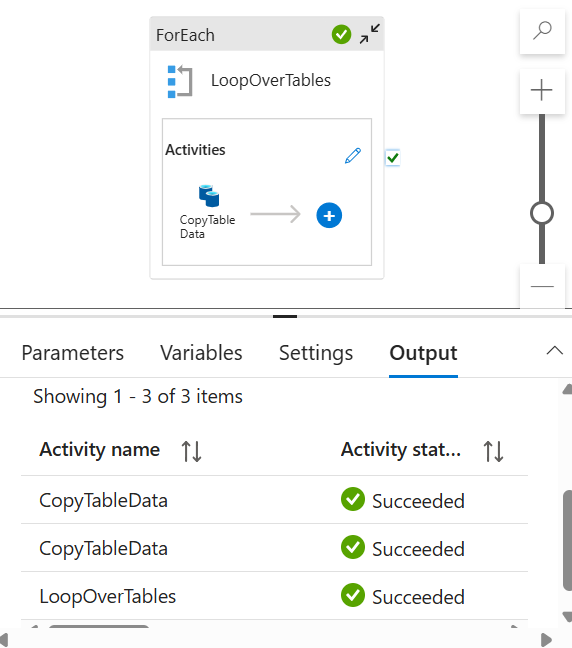 ForEach
LoopOverTables
Activities
CopyTable
Data
Parameters Variables Settings Output
Showing 1 - 3 of 3 items
Activity name Activity stat...
CopyTableData Succeeded
CopyTableData Succeeded
LoopOverTables Succeeded